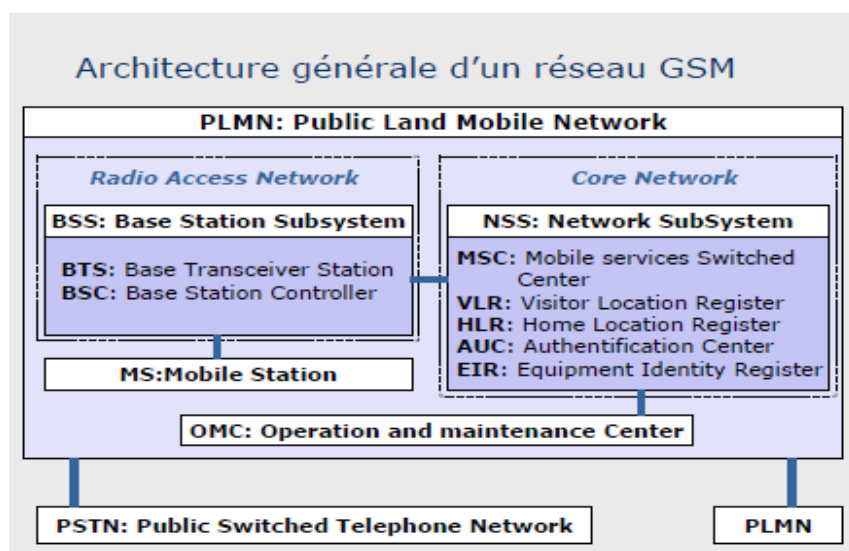 Architecture générale d'un réseau GSM
PLMN: Public Land Mobile Network
Radio Access Network
BSS: Base Station Subsystem
BTS: Base Transceiver Station
BSC: Base Station Controller
MS:Mobile Station
Core Network
NSS: Network SubSystem
MSC: Mobile services Switched
Center
VLR: Visitor Location Register
HLR: Home Location Register
AUC: Authentification Center
EIR: Equipment Identity Register
OMC: Operation and maintenance Center
PSTN: Public Switched Telephone Network
PLMN